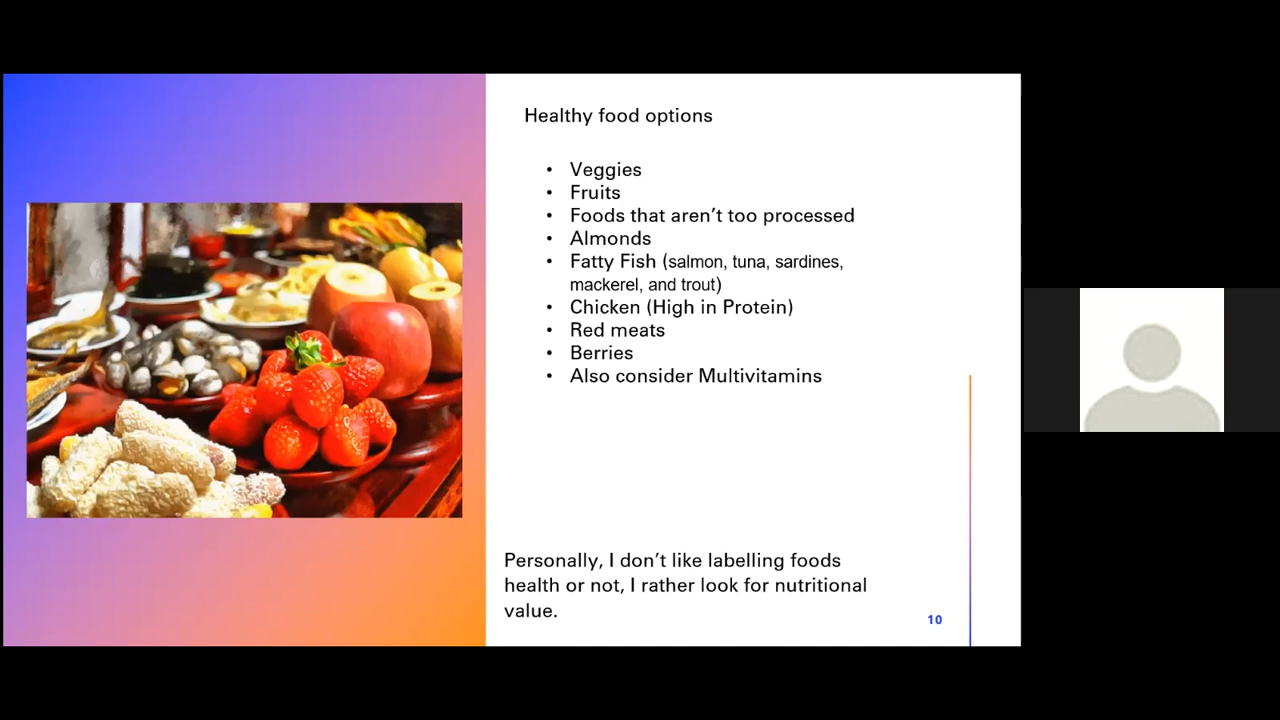 Healthy food options
• Veggies
• Fruits
• Foods that aren’t too processed
• Almonds
• Fatty Fish (salmon, tuna, sardines,
mackerel, and trout)
• Chicken (High in Protein)
• Red meats
• Berries
• Also consider Multivitamins
Personally, I don’t like labelling foods
health or not, I rather look for nutritional
value.
10